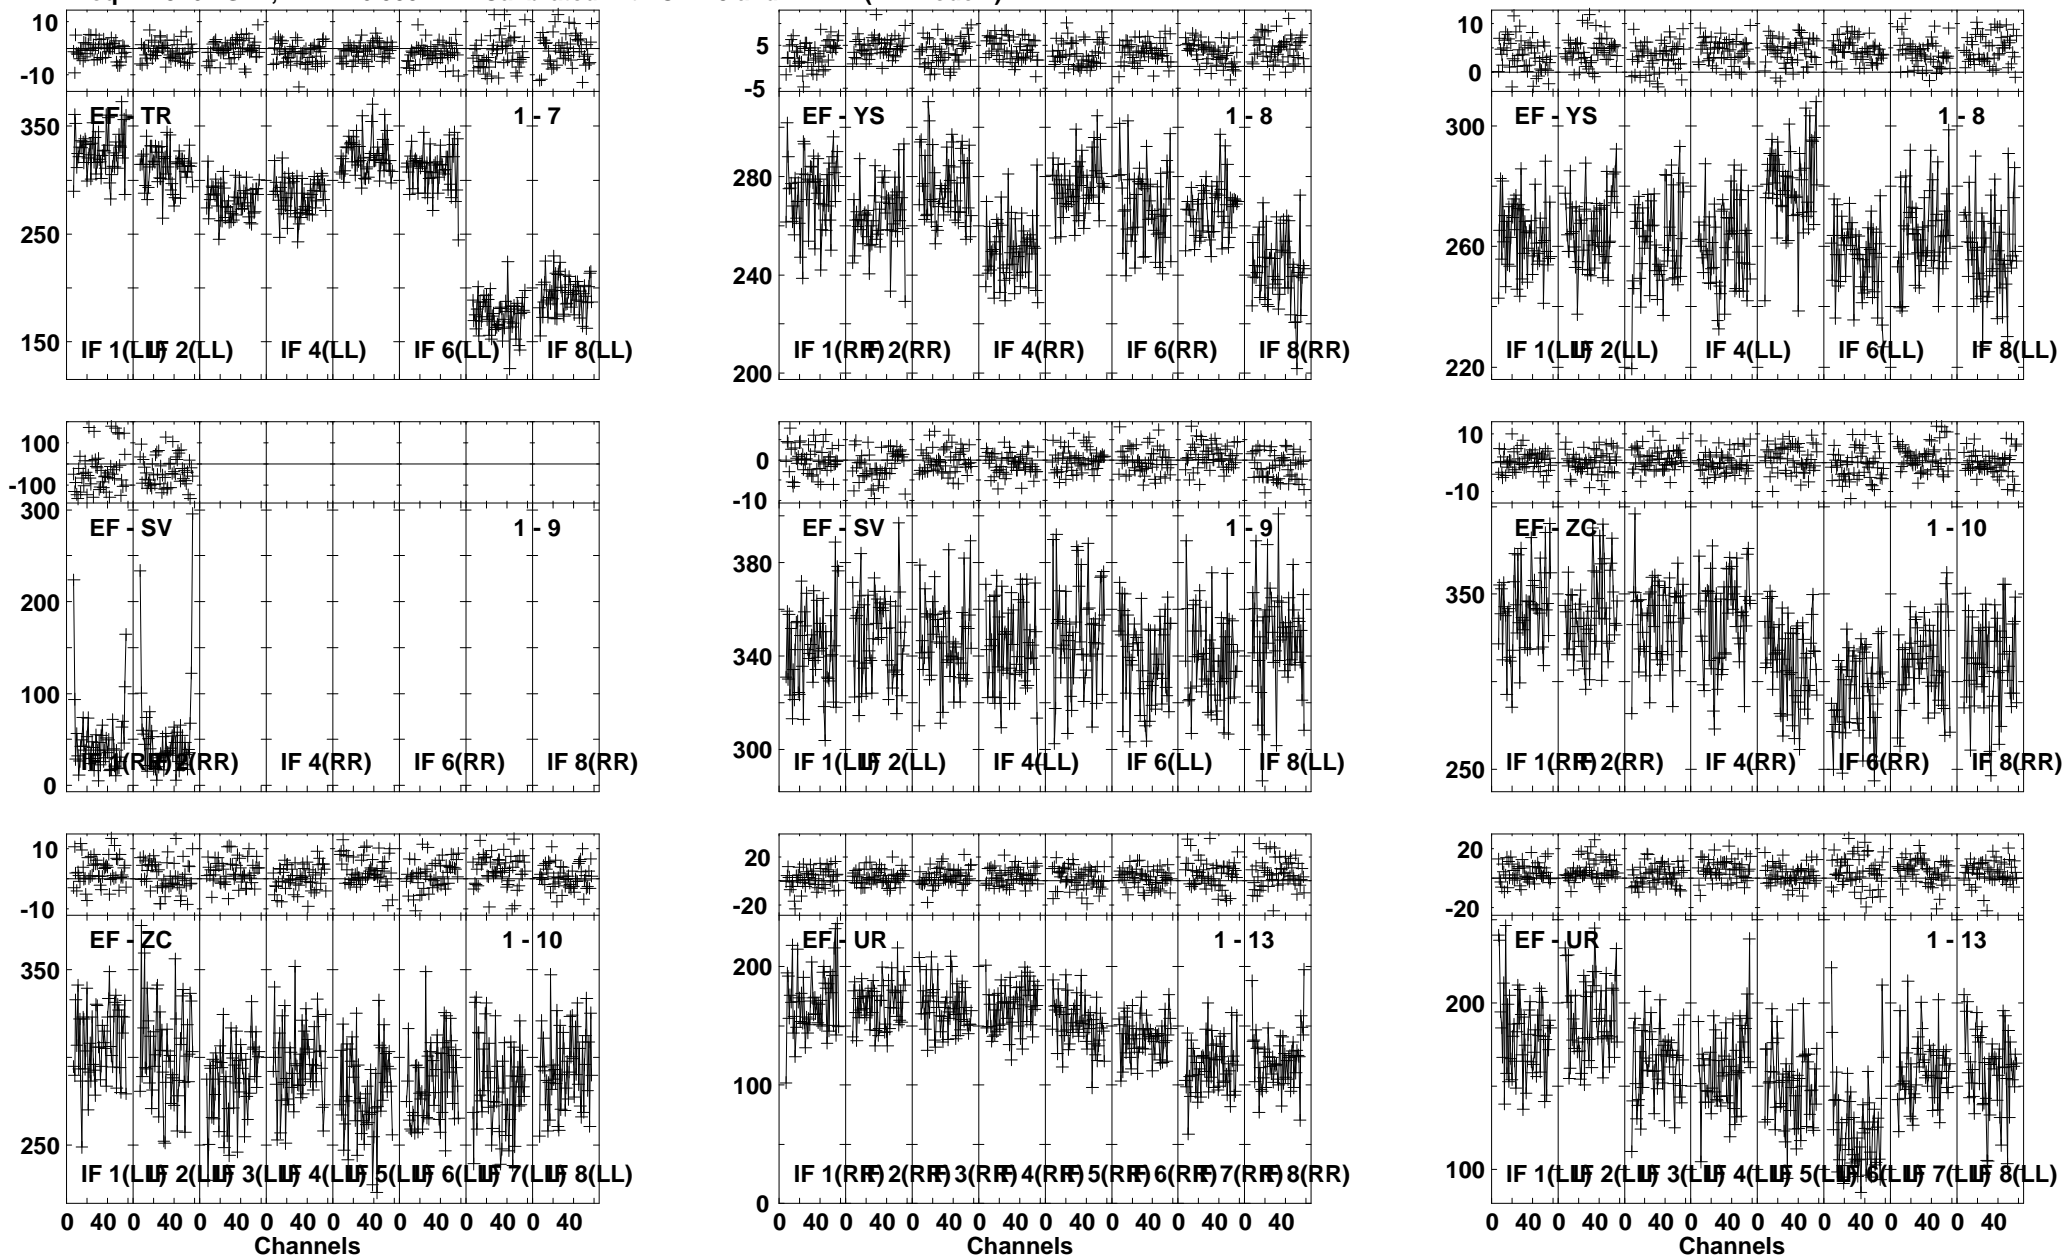 10
-10
EF - TR 1 - 7
350
250
150
IF 1(LL) IF 2(LL) IF 4(LL) IF 6(LL) IF 8(LL)
5
-5
EF - YS 1 - 8
280
240
200
IF 1(RR) IF 2(RR) IF 4(RR) IF 6(RR) IF 8(RR)
10
0
EF - YS 1 - 8
300
260
220
IF 1(LL) IF 2(LL) IF 4(LL) IF 6(LL) IF 8(LL)
100
-100
300
EF - SV 1 - 9
200
100
0
IF 1(RR) IF 2(RR) IF 4(RR) IF 6(RR) IF 8(RR)
0
-10
EF - SV 1 - 9
380
340
300
IF 1(LL) IF 2(LL) IF 4(LL) IF 6(LL) IF 8(LL)
10
-10
EF - ZC 1 - 10
350
250
IF 1(RR) IF 2(RR) IF 4(RR) IF 6(RR) IF 8(RR)
10
-10
EF - ZC 1 - 10
350
250
IF 1(LL) IF 2(LL) IF 3(LL) IF 4(LL) IF 5(LL) IF 6(LL) IF 7(LL) IF 8(LL)
0 40 0 40 0 40 0 40 0 40 0 40 0 40 0 40
Channels
20
-20
EF - UR 1 - 13
200
100
0
IF 1(RR) IF 2(RR) IF 3(RR) IF 4(RR) IF 5(RR) IF 6(RR) IF 7(RR) IF 8(RR)
0 40 0 40 0 40 0 40 0 40 0 40 0 40 0 40
Channels
20
-20
EF - UR 1 - 13
200
100
IF 1(LL) IF 2(LL) IF 3(LL) IF 4(LL) IF 5(LL) IF 6(LL) IF 7(LL) IF 8(LL)
0 40 0 40 0 40 0 40 0 40 0 40 0 40 0 40
Channels